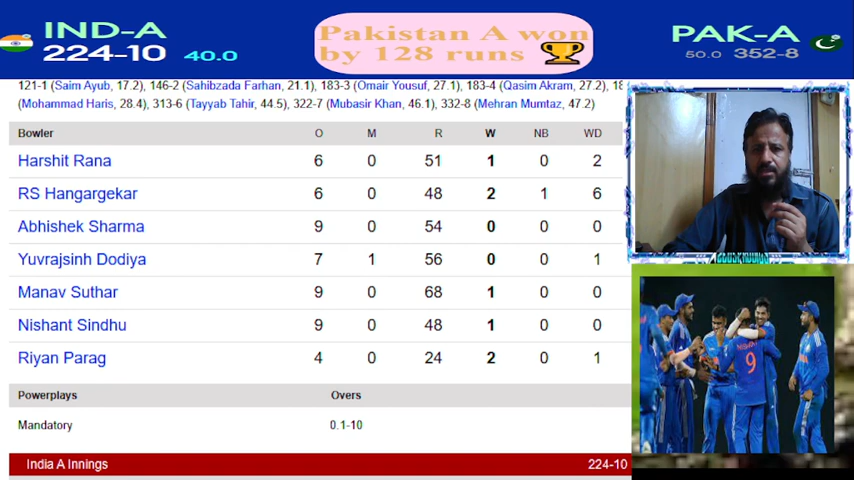 IND-A
224-10 40.0
Pakistan A won
by 128 runs
PAK-A
50.0 352-8
121-1 (Saim Ayub, 17.2), 146-2 (Sahibzada Farhan, 21.1), 183-3 (Omair Yousuf, 27.1), 183-4 (Qasim Akram, 27.2), 18
(Mohammad Haris, 28.4), 313-6 (Tayyab Tahir, 44.5), 322-7 (Mubasir Khan, 46.1), 332-8 (Mehran Mumtaz, 47.2)
Bowler O M R W NB WD
Harshit Rana 6 0 51 1 0 2
RS Hangargekar 6 0 48 2 1 6
Abhishek Sharma 9 0 54 0 0 0
Yuvrajsinh Dodiya 7 1 56 0 0 1
Manav Suthar 9 0 68 1 0 0
Nishant Sindhu 9 0 48 1 0 0
Riyan Parag 4 0 24 2 0 1
Powerplays Overs
Mandatory 0.1-10
India A Innings 224-10
9